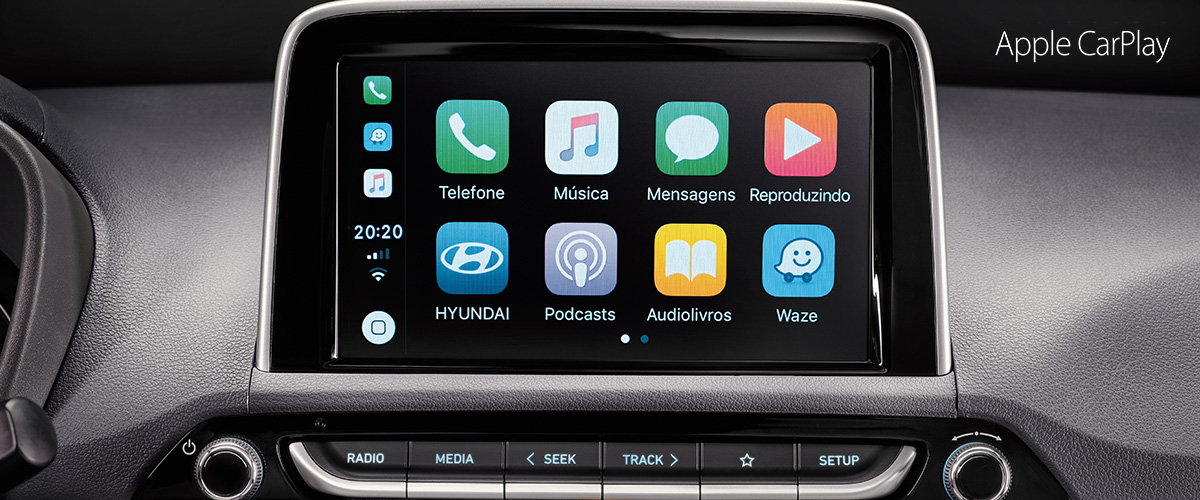 Apple CarPlay
Telefone
Música
Mensagens
Reproduzindo
20:20
HYUNDAI
Podcasts
Audiolivros
Waze
RADIO
MEDIA
SEEK
TRACK
SETUP